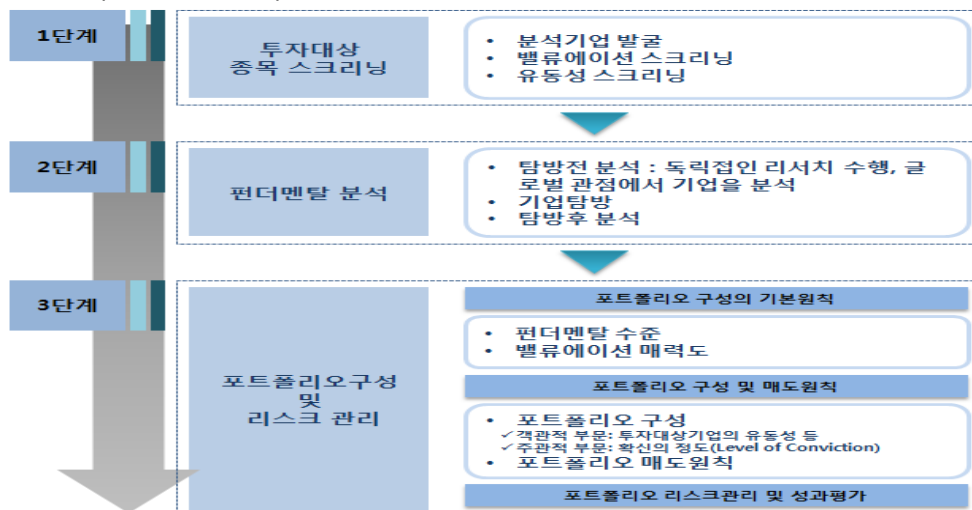 1단계
투자대상
종목 스크리닝
• 분석기업 발굴
• 밸류에이션 스크리닝
• 유동성 스크리닝
2단계
펀더멘탈 분석
• 탐방전 분석 : 독립접인 리서치 수행, 글
로벌 관점에서 기업을 분석
• 기업탐방
• 탐방후 분석
3단계
포트폴리오구성
및
리스크 관리
포트폴리오 구성의 기본원칙
• 펀더멘탈 수준
• 밸류에이션 매력도
포트폴리오 구성 및 매도원칙
• 포트폴리오 구성
✓객관적 부문: 투자대상기업의 유동성 등
✓주관적 부문: 확신의 정도(Level of Conviction)
• 포트폴리오 매도원칙
포트폴리오 리스크관리 및 성과평가